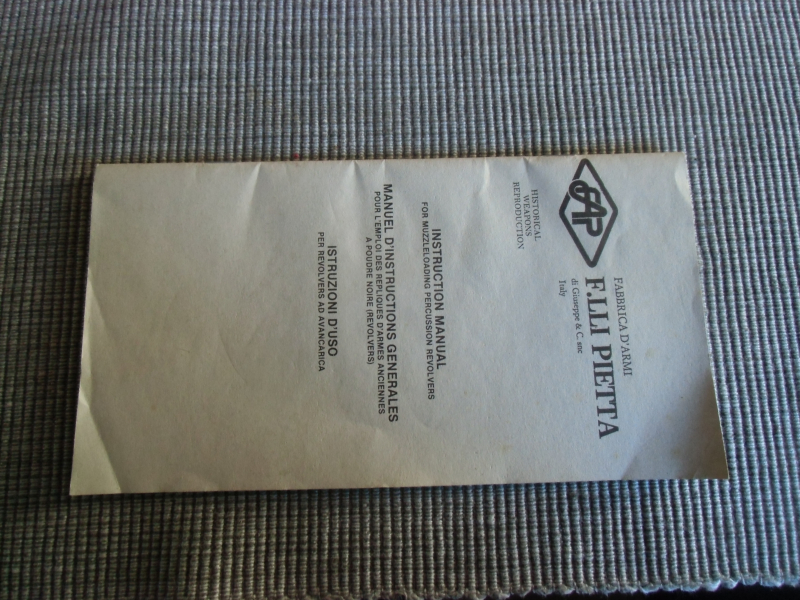 FAP
FABBRICA D'ARMI
F.LLI PIETTA
di Giuseppe & C. snc
Italy
HISTORICAL
WEAPONS
REPRODUCTION
INSTRUCTION MANUAL
FOR MUZZLELOADING PERCUSSION REVOLVERS
MANUEL D'INSTRUCTIONS GENERALES
POUR L'EMPLOI DES REPLIQUES D'ARMES ANCIENNES
A POUDRE NOIRE (REVOLVERS)
ISTRUZIONI D'USO
PER REVOLVERS AD AVANCARICA